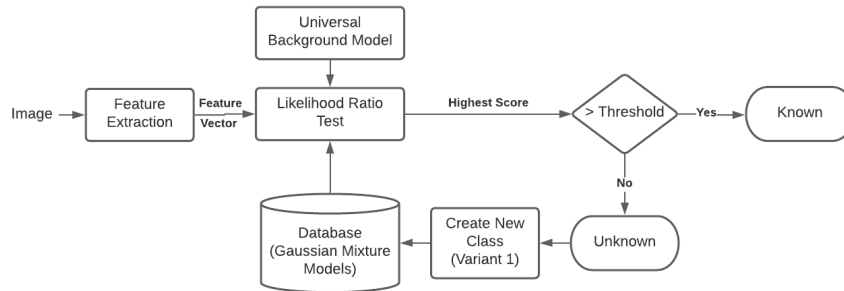 Universal
Background Model
Image
Feature
Extraction
Feature
Vector
Likelihood Ratio
Test
Highest Score
> Threshold
Yes
Known
No
Database
(Gaussian Mixture
Models)
Create New
Class
(Variant 1)
Unknown